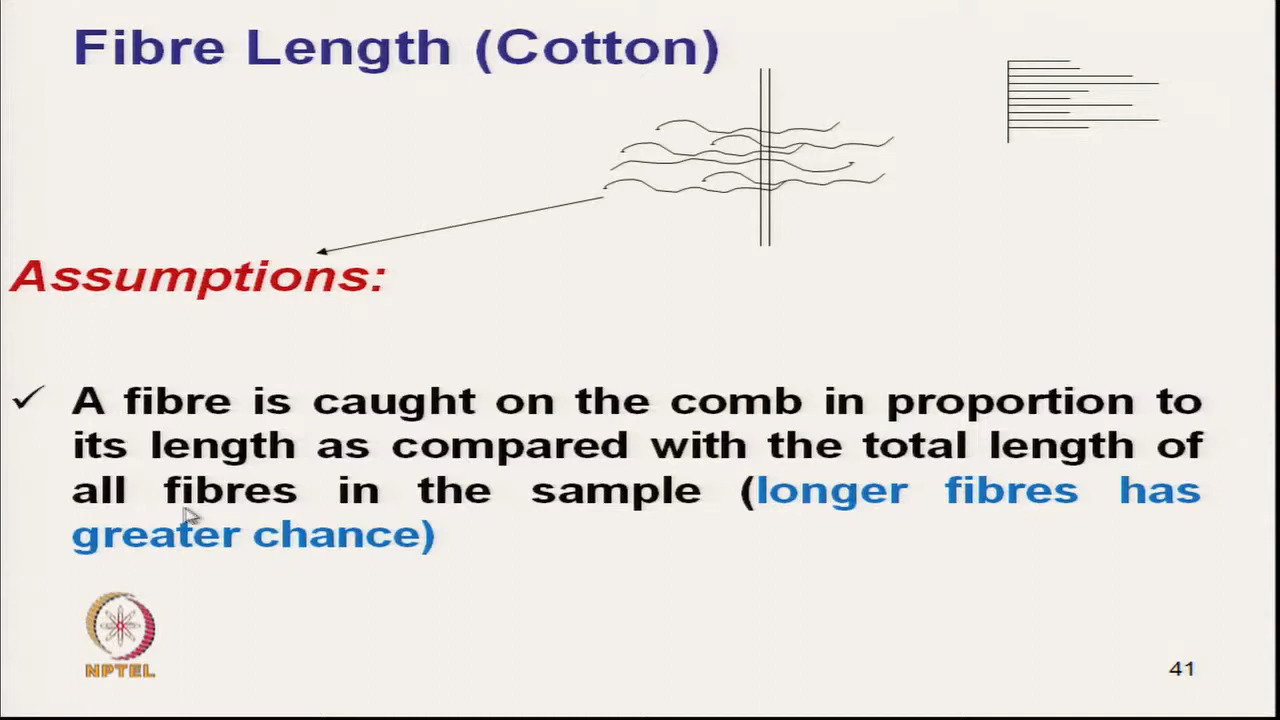 Fibre Length (Cotton)
Assumptions:
✓ A fibre is caught on the comb in proportion to
its length as compared with the total length of
all fibres in the sample (longer fibres has
greater chance)
NPTEL
41